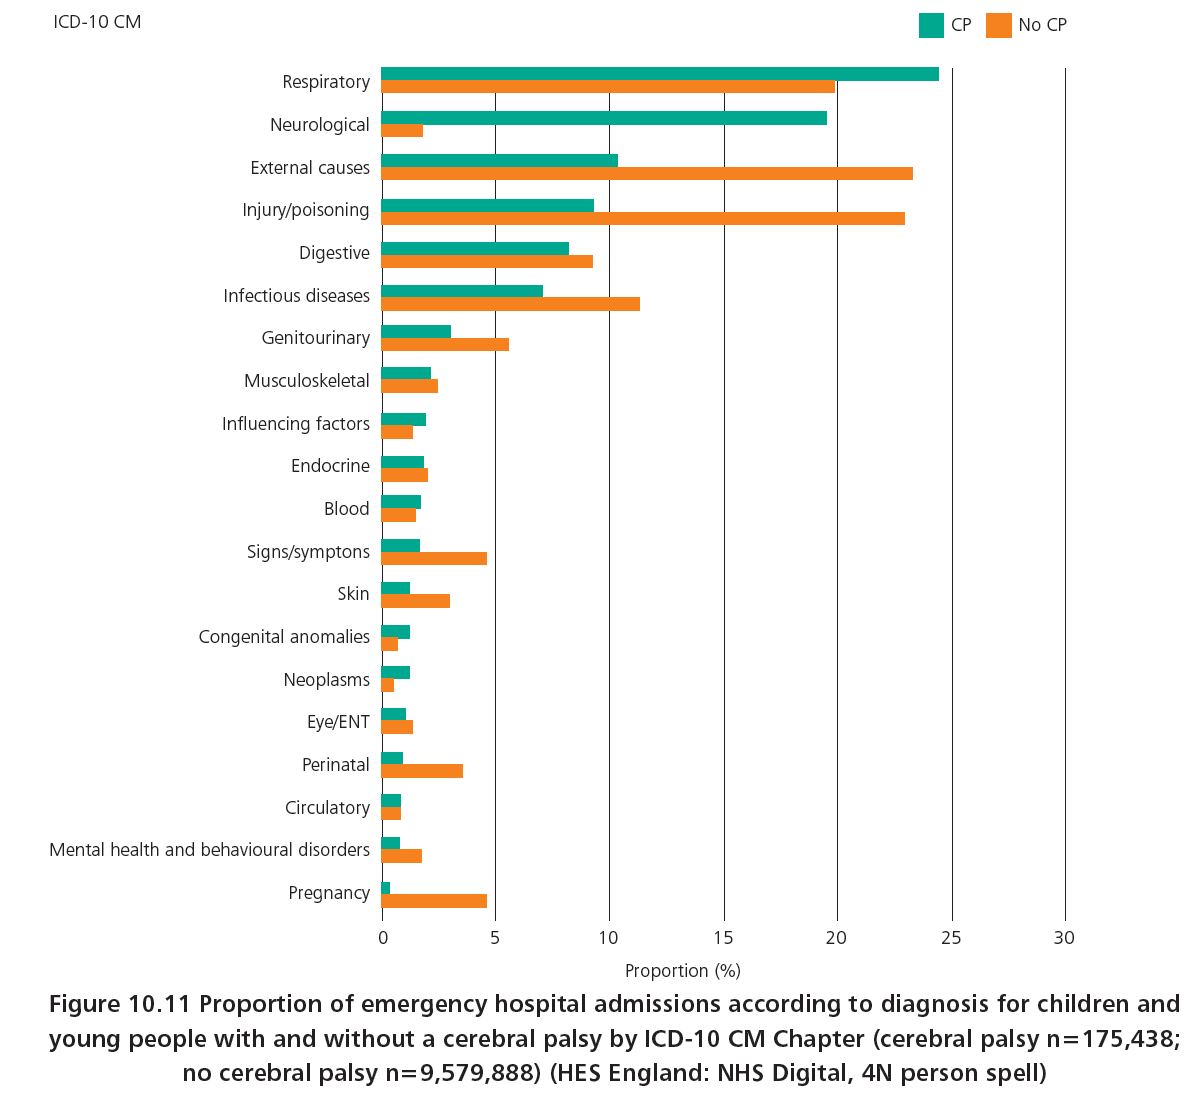 ICD-10 CM
CP No CP
Respiratory
Neurological
External causes
Injury/poisoning
Digestive
Infectious diseases
Genitourinary
Musculoskeletal
Influencing factors
Endocrine
Blood
Signs/symptons
Skin
Congenital anomalies
Neoplasms
Eye/ENT
Perinatal
Circulatory
Mental health and behavioural disorders
Pregnancy
0 5 10 15 20 25 30
Proportion (%)
Figure 10.11 Proportion of emergency hospital admissions according to diagnosis for children and
young people with and without a cerebral palsy by ICD-10 CM Chapter (cerebral palsy n=175,438;
no cerebral palsy n=9,579,888) (HES England: NHS Digital, 4N person spell)